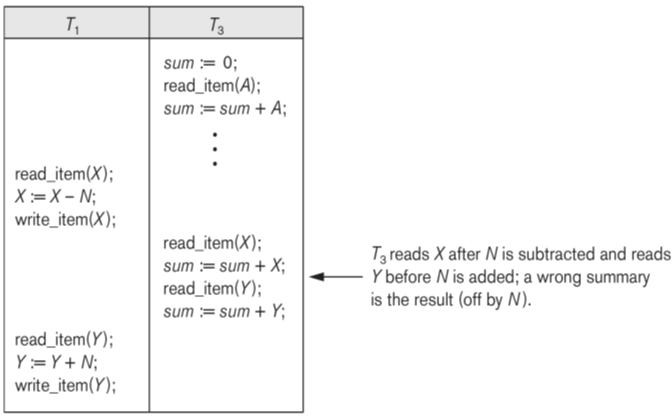 T1 T3
sum := 0;
read_item(A);
sum := sum + A;
read_item(X);
X := X – N;
write_item(X);
read_item(X);
sum := sum + X;
read_item(Y);
sum := sum + Y;
T3 reads X after N is subtracted and reads
Y before N is added; a wrong summary
is the result (off by N).
read_item(Y);
Y := Y + N;
write_item(Y);